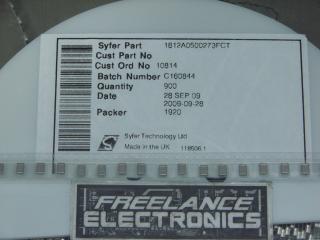 Syfer Part 1812A0500273FCT
Cust Part No
Cust Ord No 10814
Batch Number C160844
Quantity 900
Date 28 SEP 09
2009-09-28
Packer 1920
Syfer Technology Ltd
Made in the UK 118506.1
FREELANCE
ELECTRONICS